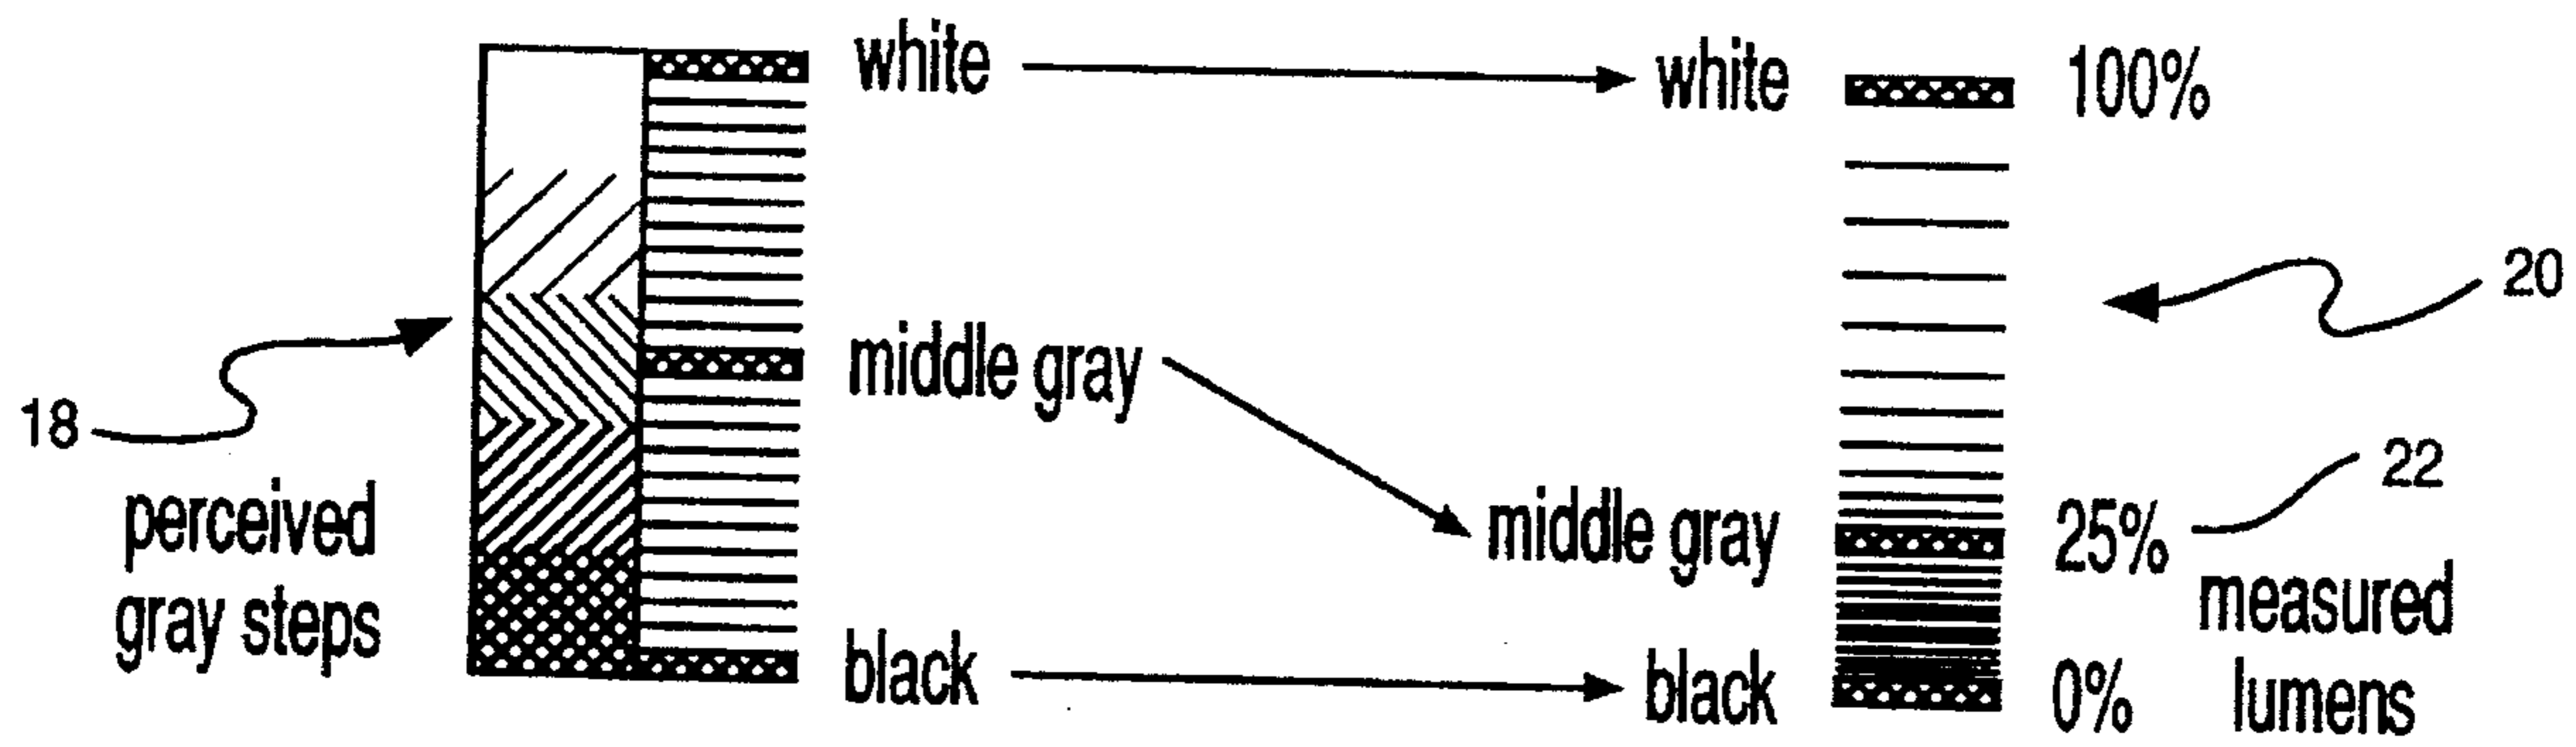 white
white
100%
20
middle gray
18
22
perceived
gray steps
middle gray
25%
measured
lumens
black
black
0%